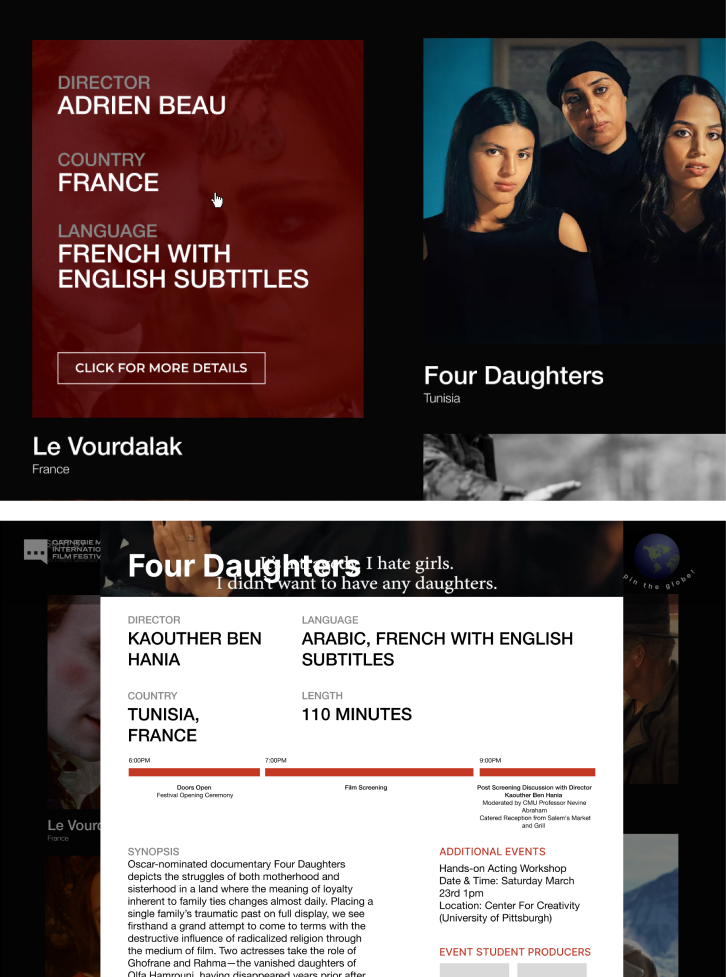 DIRECTOR
ADRIEN BEAU
COUNTRY
FRANCE
LANGUAGE
FRENCH WITH
ENGLISH SUBTITLES
CLICK FOR MORE DETAILS
Le Vourdalak
France
Four Daughters
Tunisia
CARNEGIE M
INTERNATIO
FILM FESTIV
Four Daughters
I hate girls.
I didn't want to have any daughters.
pin the globe!
DIRECTOR
KAOUTHER BEN
HANIA
LANGUAGE
ARABIC, FRENCH WITH ENGLISH
SUBTITLES
COUNTRY
TUNISIA,
FRANCE
LENGTH
110 MINUTES
6:00PM
7:00PM
9:00PM
Doors Open
Festival Opening Ceremony
Film Screening
Post Screening Discussion with Director
Kaouther Ben Hania
Moderated by CMU Professor Nevine
Abraham
Catered Reception from Salem's Market
and Grill
Le Vourd
France
SYNOPSIS
Oscar-nominated documentary Four Daughters
depicts the struggles of both motherhood and
sisterhood in a land where the meaning of loyalty
inherent to family ties changes almost daily. Placing a
single family's traumatic past on full display, we see
firsthand a grand attempt to come to terms with the
destructive influence of radicalized religion through
the medium of film. Two actresses take the role of
Ghofrane and Rahma—the vanished daughters of
Olfa Hamrouni, having disappeared years prior after
ADDITIONAL EVENTS
Hands-on Acting Workshop
Date & Time: Saturday March
23rd 1pm
Location: Center For Creativity
(University of Pittsburgh)
EVENT STUDENT PRODUCERS